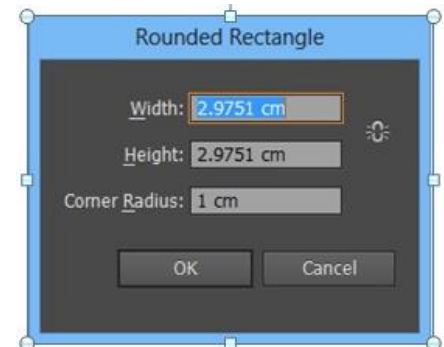 Rounded Rectangle
Width: 2.9751 cm
Height: 2.9751 cm
Corner Radius: 1 cm
OK Cancel